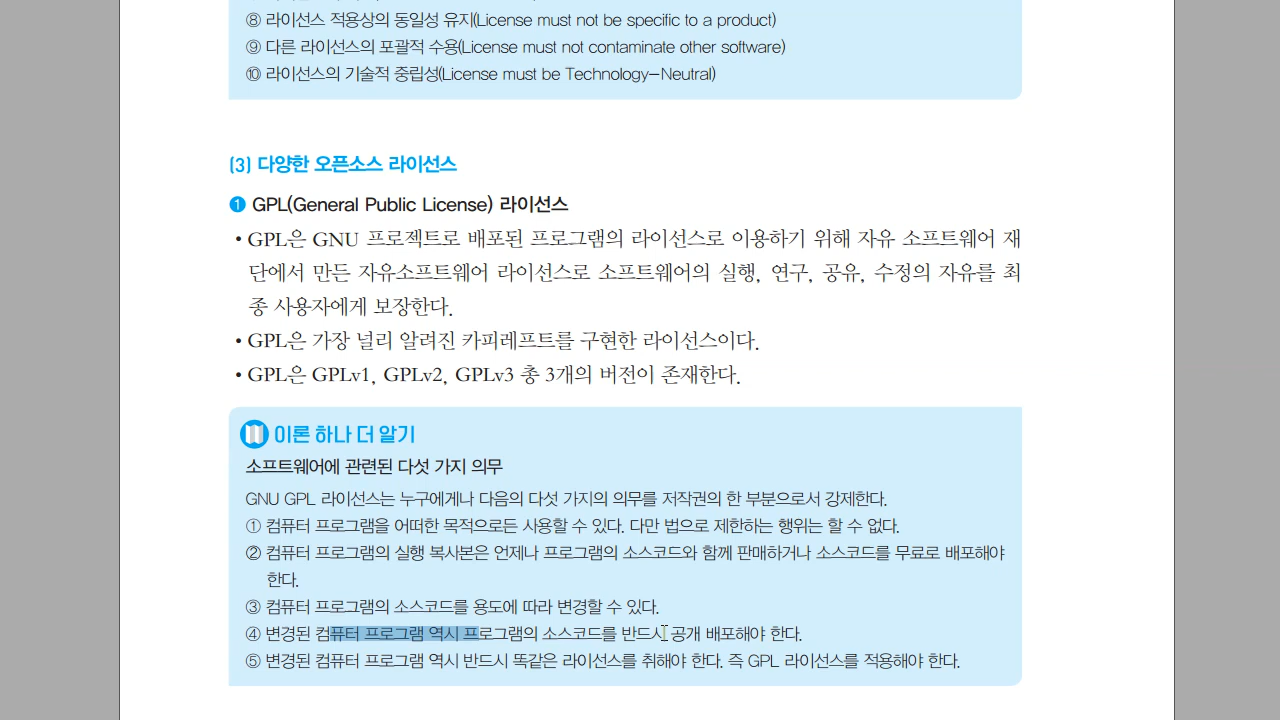 ⑧ 라이선스 적용상의 동일성 유지(License must not be specific to a product)
⑨ 다른 라이선스의 포괄적 수용(License must not contaminate other software)
⑩ 라이선스의 기술적 중립성(License must be Technology-Neutral)
(3) 다양한 오픈소스 라이선스
❶ GPL(General Public License) 라이선스
• GPL은 GNU 프로젝트로 배포된 프로그램의 라이선스로 이용하기 위해 자유 소프트웨어 재
단에서 만든 자유소프트웨어 라이선스로 소프트웨어의 실행, 연구, 공유, 수정의 자유를 최
종 사용자에게 보장한다.
• GPL은 가장 널리 알려진 카피레프트를 구현한 라이선스이다.
• GPL은 GPLv1, GPLv2, GPLv3 총 3개의 버전이 존재한다.
이론 하나 더 알기
소프트웨어에 관련된 다섯 가지 의무
GNU GPL 라이선스는 누구에게나 다음의 다섯 가지의 의무를 저작권의 한 부분으로서 강제한다.
① 컴퓨터 프로그램을 어떠한 목적으로든 사용할 수 있다. 다만 법으로 제한하는 행위는 할 수 없다.
② 컴퓨터 프로그램의 실행 복사본은 언제나 프로그램의 소스코드와 함께 판매하거나 소스코드를 무료로 배포해야
한다.
③ 컴퓨터 프로그램의 소스코드를 용도에 따라 변경할 수 있다.
④ 변경된 컴퓨터 프로그램 역시 프로그램의 소스코드를 반드시 공개 배포해야 한다.
⑤ 변경된 컴퓨터 프로그램 역시 반드시 똑같은 라이선스를 취해야 한다. 즉 GPL 라이선스를 적용해야 한다.